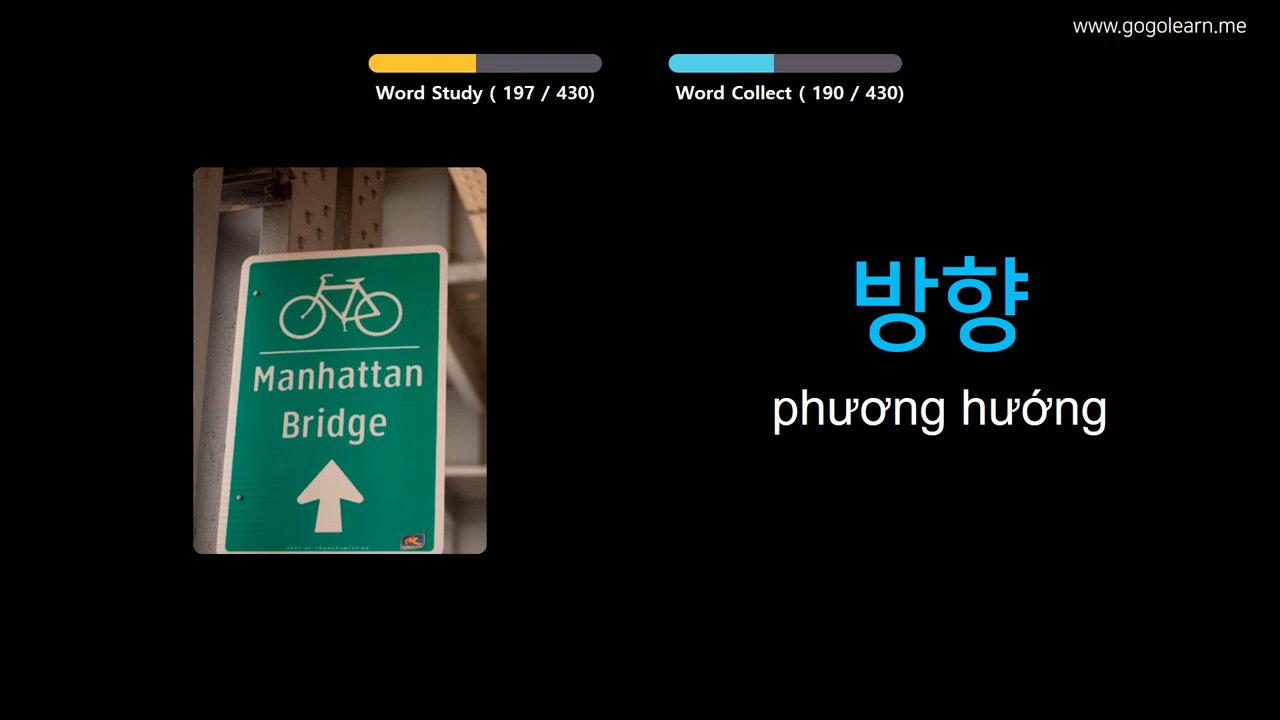 www.gogolearn.me
Word Study ( 197 / 430)
Word Collect ( 190 / 430)
Manhattan
Bridge
방향
phương hướng